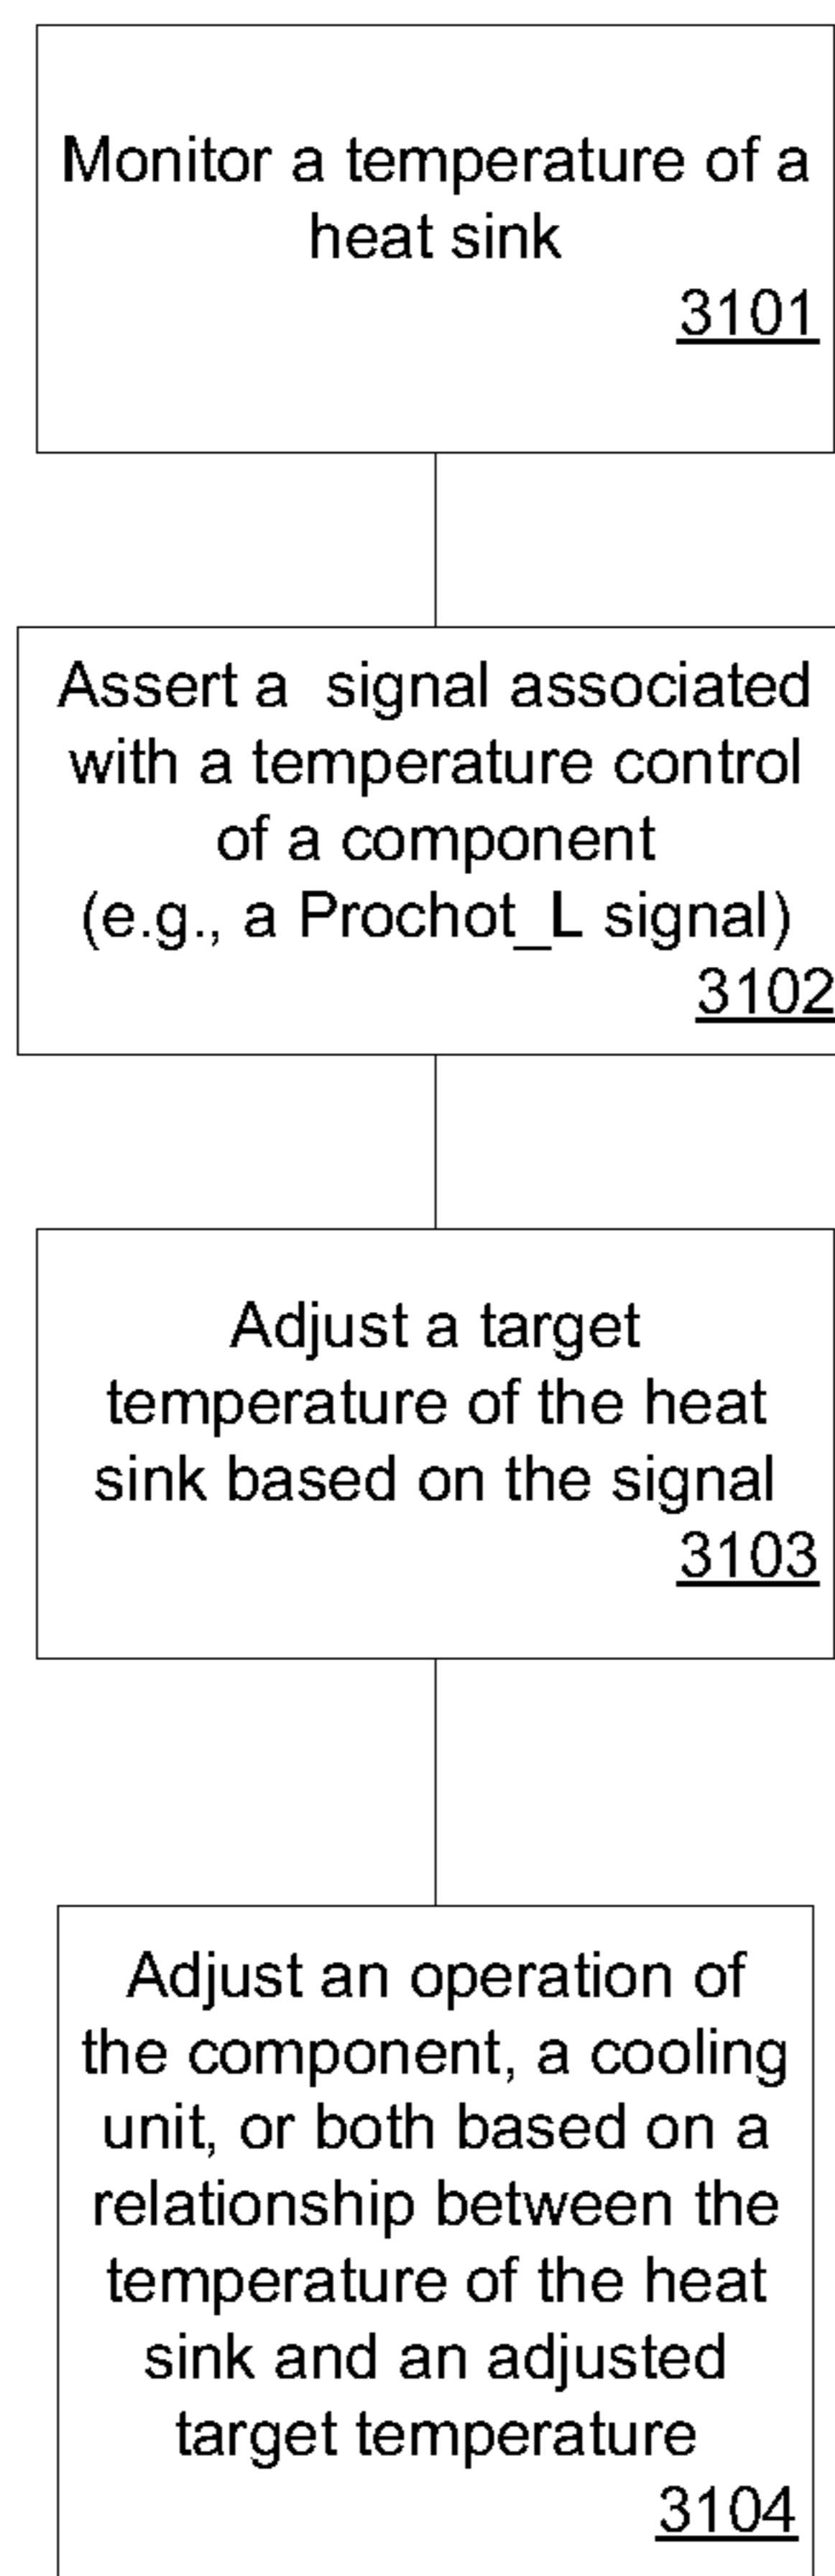 Monitor a temperature of a
heat sink
3101
Assert a  signal associated
with a temperature control
of a component
(e.g., a Prochot_L signal)
3102
Adjust a target
temperature of the heat
sink based on the signal
3103
Adjust an operation of
the component, a cooling
unit, or both based on a
relationship between the
temperature of the heat
sink and an adjusted
target temperature
3104